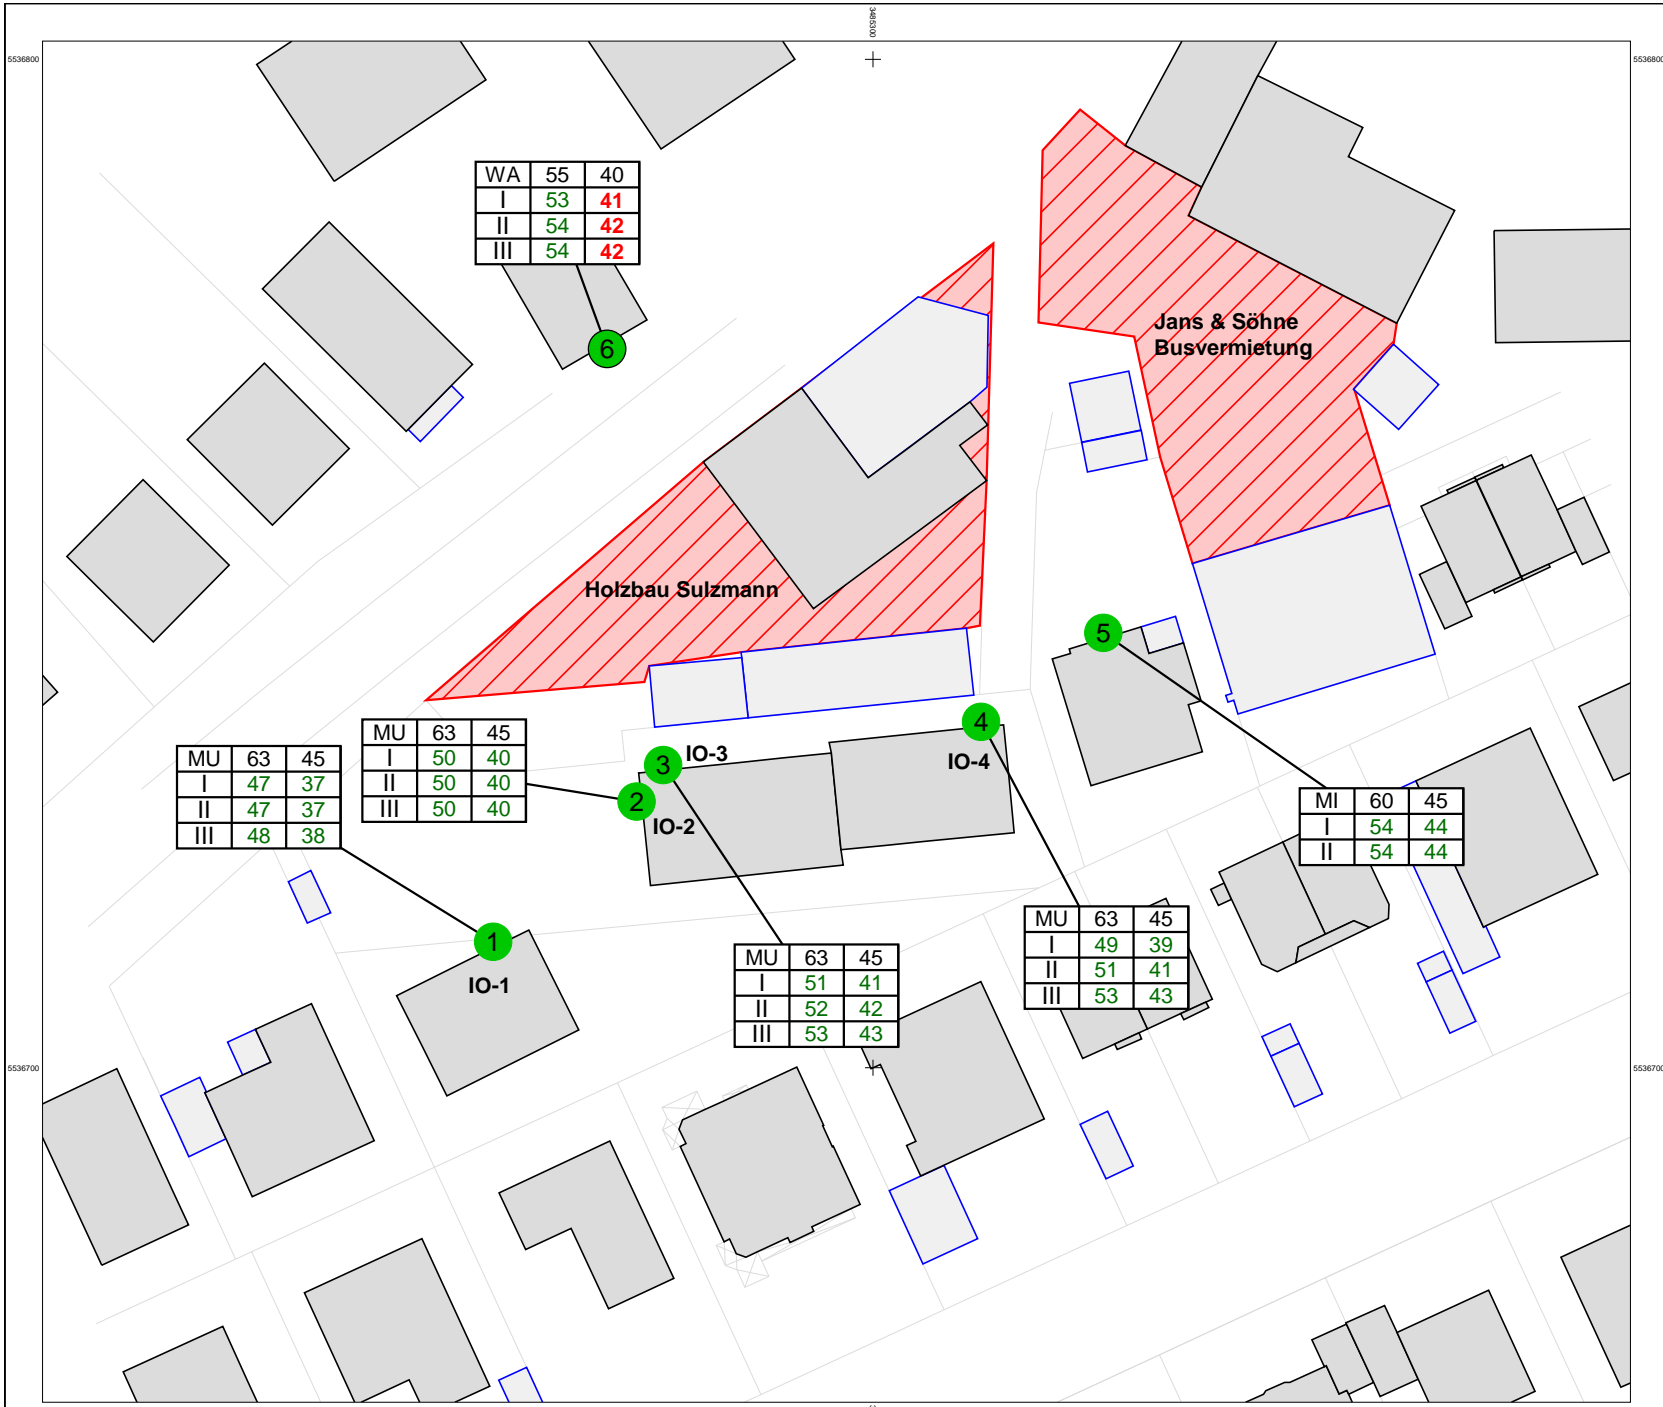 3485300
5536800
5536800
WA 55 40
I 53 41
II 54 42
III 54 42
6
Jans & Söhne
Busvermietung
Holzbau Sulzmann
5
4
IO-4
3
IO-3
2
IO-2
MU 63 45
I 50 40
II 50 40
III 50 40
MU 63 45
I 47 37
II 47 37
III 48 38
MI 60 45
I 54 44
II 54 44
1
IO-1
MU 63 45
I 49 39
II 51 41
III 53 43
MU 63 45
I 51 41
II 52 42
III 53 43
5536700
5536700